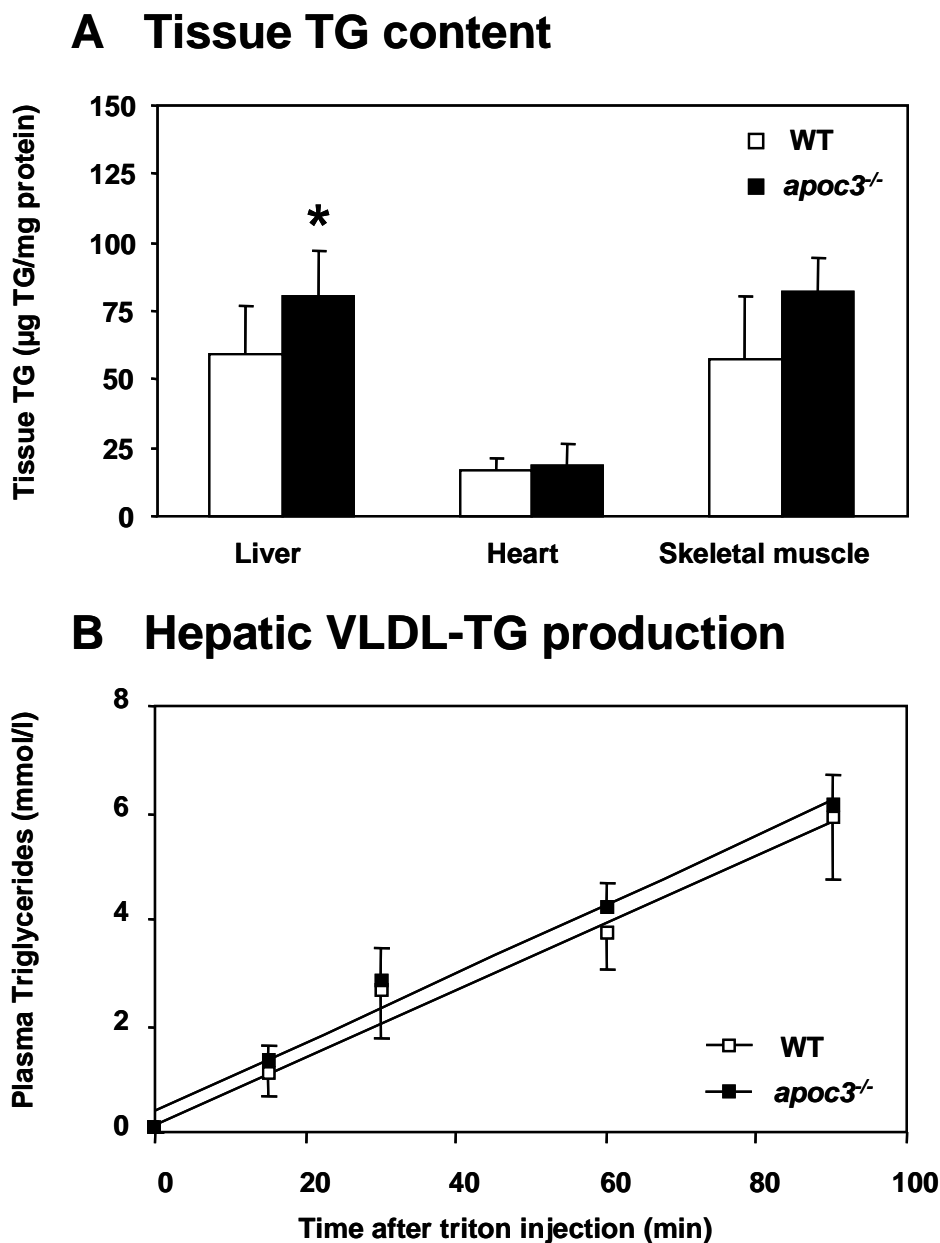 A Tissue TG content
Tissue TG (µg TG/mg protein)
150
125
100
75
50
25
0
WT
apoc3-/-
*
Liver Heart Skeletal muscle
B Hepatic VLDL-TG production
Plasma Triglycerides (mmol/l)
8
6
4
2
0
WT
apoc3-/-
0 20 40 60 80 100
Time after triton injection (min)